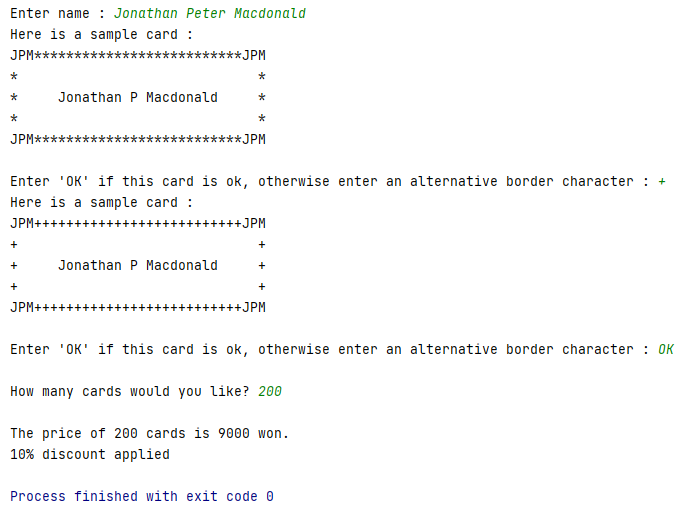 Enter name : Jonathan Peter Macdonald
Here is a sample card :
JPM**************************JPM
*                              *
*     Jonathan P Macdonald     *
*                              *
JPM**************************JPM
Enter 'OK' if this card is ok, otherwise enter an alternative border character : +
Here is a sample card :
JPM++++++++++++++++++++++++++JPM
+                              +
+     Jonathan P Macdonald     +
+                              +
JPM++++++++++++++++++++++++++JPM
Enter 'OK' if this card is ok, otherwise enter an alternative border character : OK
How many cards would you like? 200
The price of 200 cards is 9000 won.
10% discount applied
Process finished with exit code 0